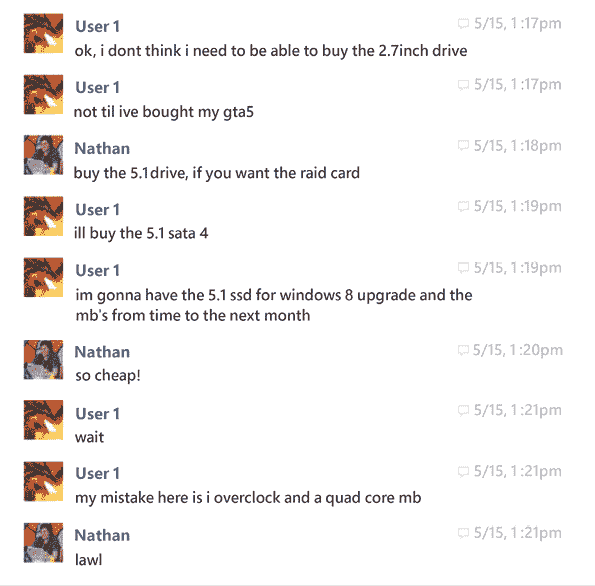 User 1 5/15, 1:17pm
ok, i dont think i need to be able to buy the 2.7inch drive
User 1 5/15, 1:17pm
not til ive bought my gta5
Nathan 5/15, 1:18pm
buy the 5.1drive, if you want the raid card
User 1 5/15, 1:19pm
ill buy the 5.1 sata 4
User 1 5/15, 1:19pm
im gonna have the 5.1 ssd for windows 8 upgrade and the
mb's from time to the next month
Nathan 5/15, 1:20pm
so cheap!
User 1 5/15, 1:21pm
wait
User 1 5/15, 1:21pm
my mistake here is i overclock and a quad core mb
Nathan 5/15, 1:21pm
lawl